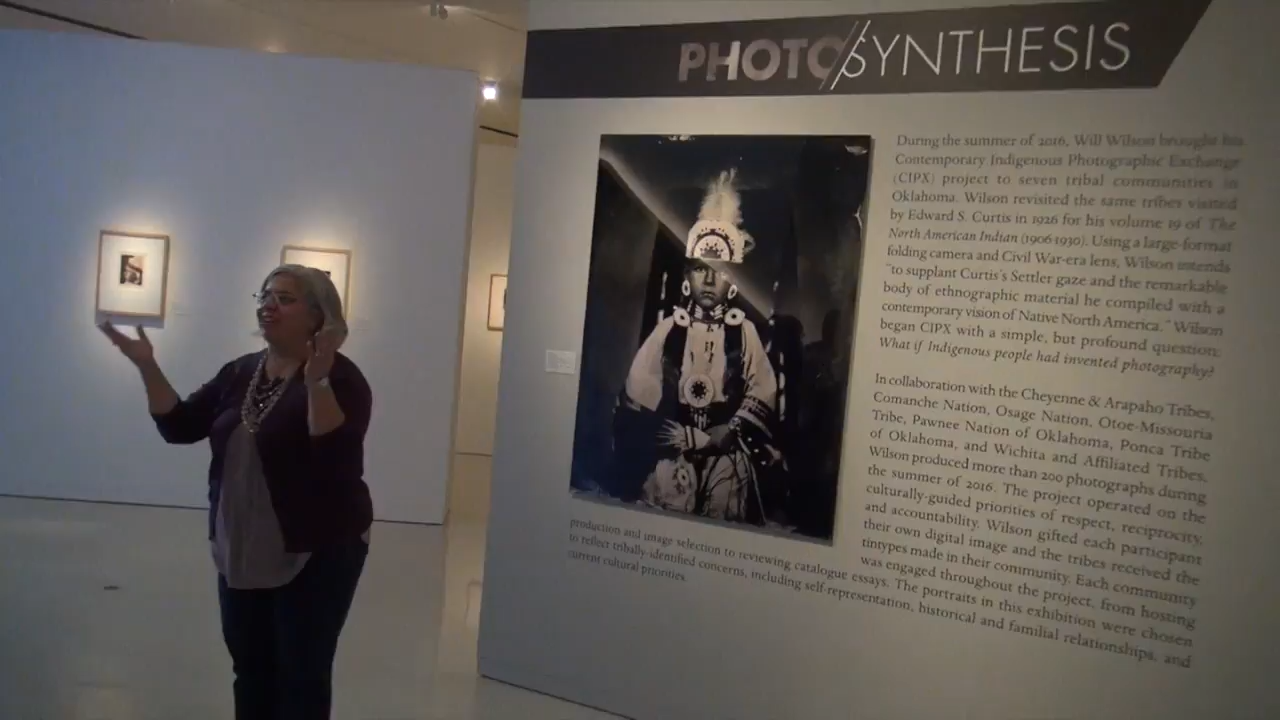 PHOTO/SYNTHESIS
During the summer of 2016, Will Wilson brought his
Contemporary Indigenous Photographic Exchange
(CIPX) project to seven tribal communities in
Oklahoma. Wilson revisited the same tribes visited
by Edward S. Curtis in 1926 for his volume 19 of The
North American Indian (1906-1930). Using a large-format
folding camera and Civil War-era lens, Wilson intends
"to supplant Curtis's Settler gaze and the remarkable
body of ethnographic material he compiled with a
contemporary vision of Native North America." Wilson
began CIPX with a simple, but profound question:
What if Indigenous people had invented photography?
In collaboration with the Cheyenne & Arapaho Tribes,
Comanche Nation, Osage Nation, Otoe-Missouria
Tribe, Pawnee Nation of Oklahoma, Ponca Tribe
of Oklahoma, and Wichita and Affiliated Tribes,
Wilson produced more than 200 photographs during
the summer of 2016. The project operated on the
culturally-guided priorities of respect, reciprocity,
and accountability. Wilson gifted each participant
their own digital image and the tribes received the
tintypes made in their community. Each community
was engaged throughout the project, from hosting
production and image selection to reviewing catalogue essays. The portraits in this exhibition were chosen
to reflect tribally-identified concerns, including self-representation, historical and familial relationships, and
current cultural priorities.